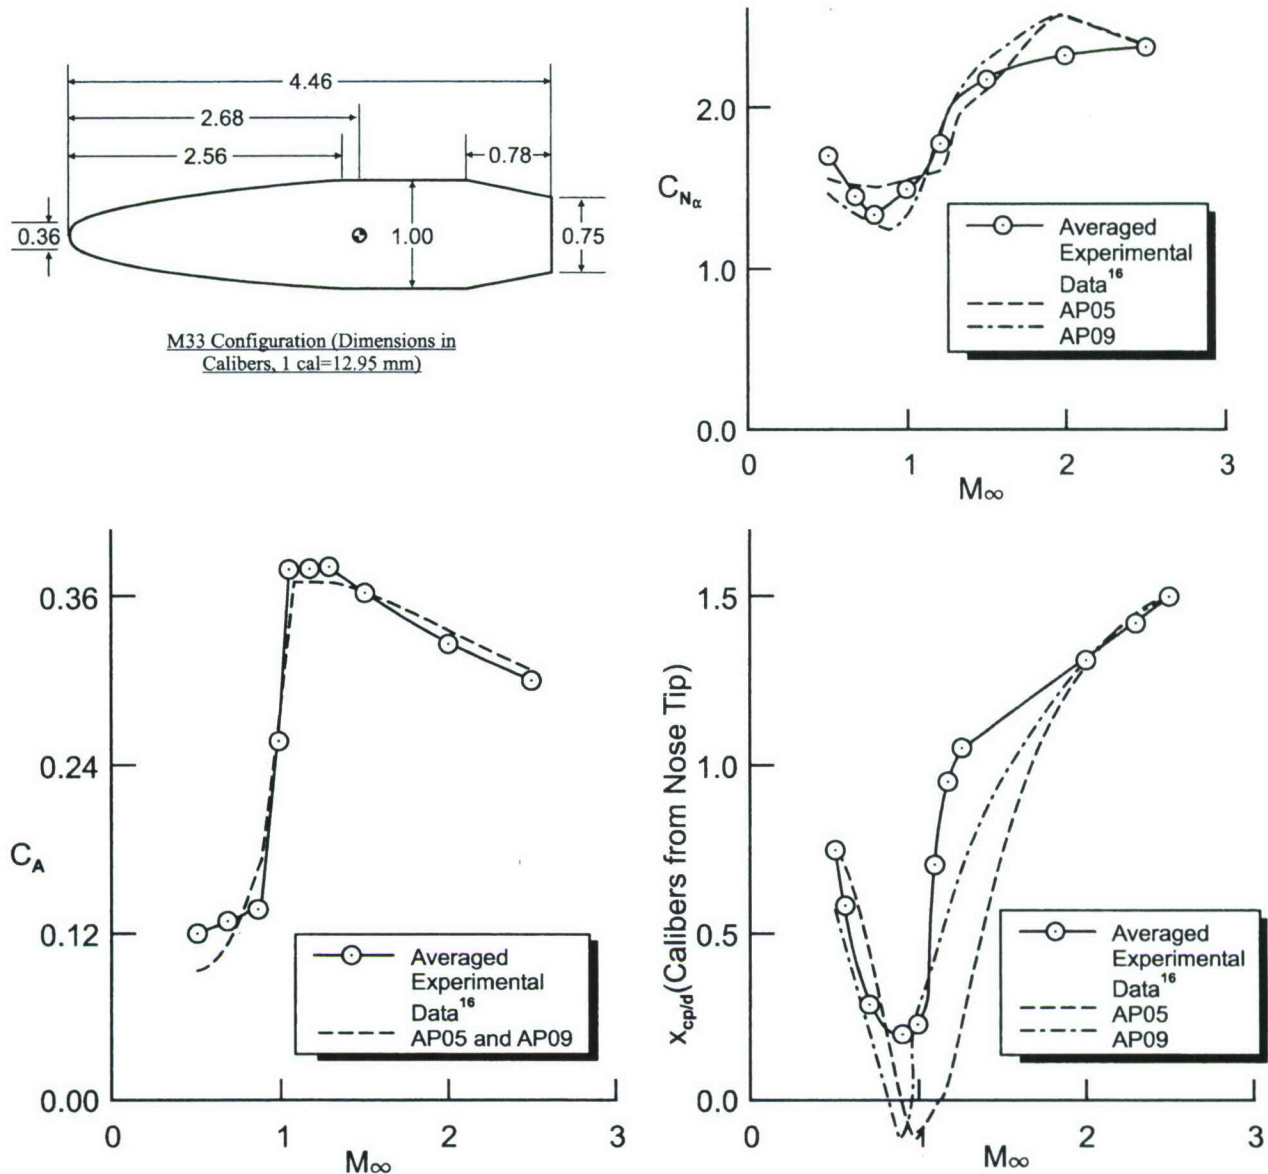 4.46
2.68
2.56
0.78
0.36
1.00
0.75
M33 Configuration (Dimensions in
Calibers, 1 cal=12.95 mm)
2.0
1.0
0.0
C_Nα
0
1
2
3
M∞
Averaged
Experimental
Data^16
AP05
AP09
0.36
0.24
0.12
0.00
C_A
0
1
2
3
M∞
Averaged
Experimental
Data^16
AP05 and AP09
1.5
1.0
0.5
0.0
x_cp/d(Calibers from Nose Tip)
0
1
2
3
M∞
Averaged
Experimental
Data^16
AP05
AP09